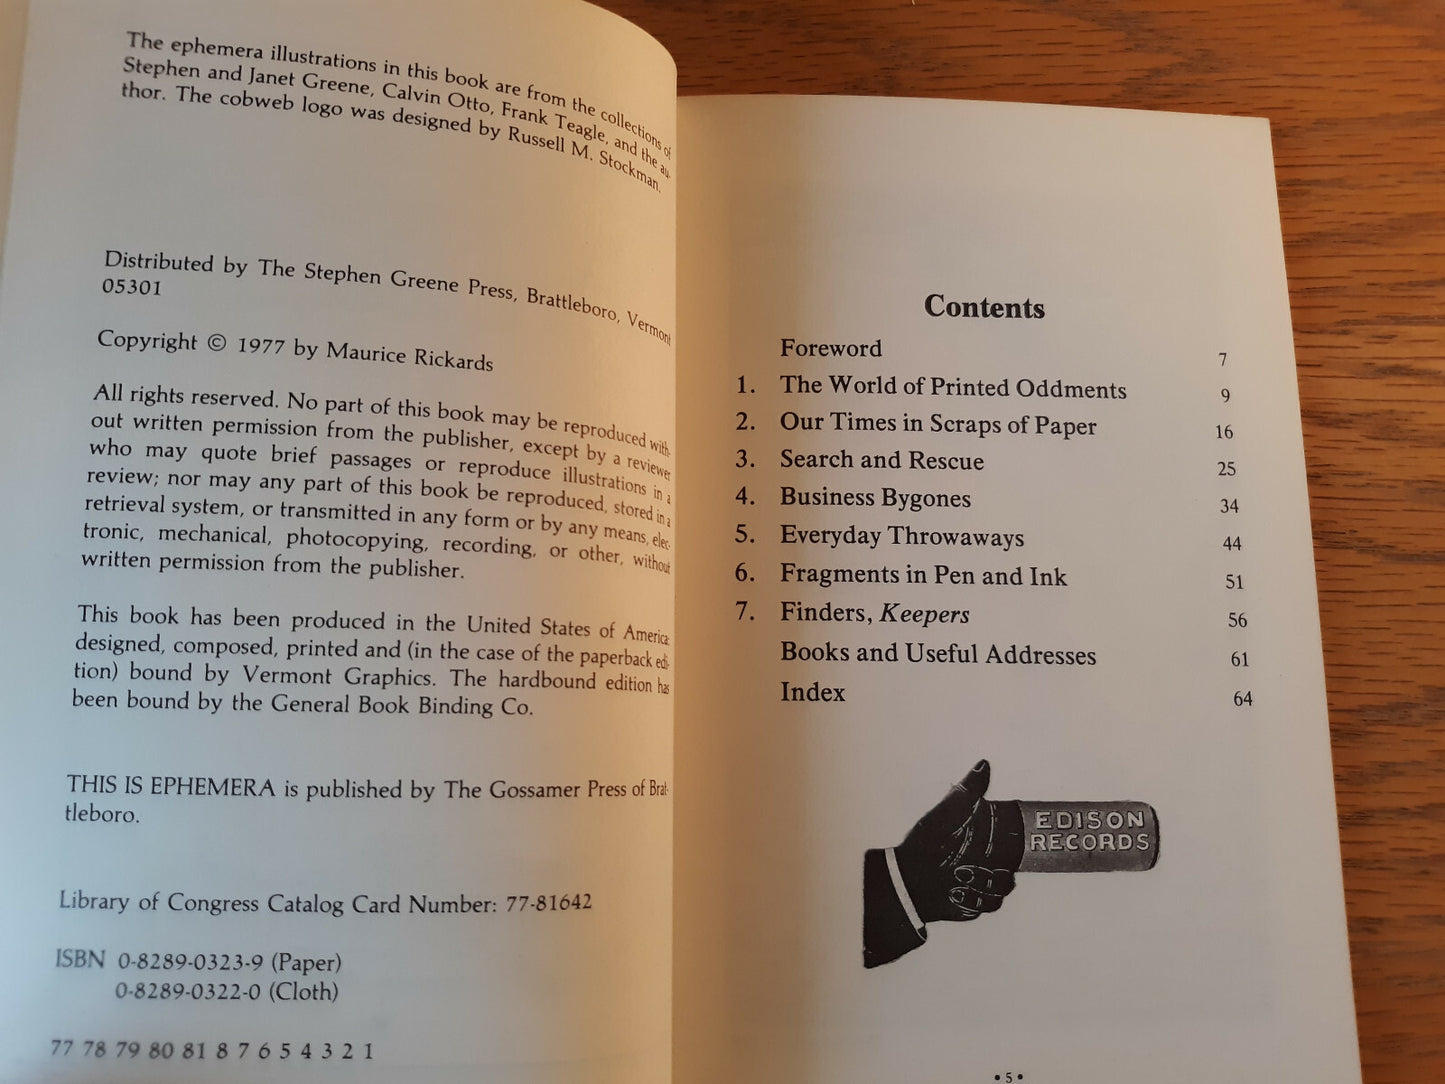 The ephemera illustrations in this book are from the collections of
Stephen and Janet Greene, Calvin Otto, Frank Teagle, and the au-
thor. The cobweb logo was designed by Russell M. Stockman.
Distributed by The Stephen Greene Press, Brattleboro, Vermont
05301
Copyright © 1977 by Maurice Rickards
All rights reserved. No part of this book may be reproduced with-
out written permission from the publisher, except by a reviewer
who may quote brief passages or reproduce illustrations in a
review; nor may any part of this book be reproduced, stored in a
retrieval system, or transmitted in any form or by any means, elec-
tronic, mechanical, photocopying, recording, or other, without
written permission from the publisher.
This book has been produced in the United States of America:
designed, composed, printed and (in the case of the paperback edi-
tion) bound by Vermont Graphics. The hardbound edition has
been bound by the General Book Binding Co.
THIS IS EPHEMERA is published by The Gossamer Press of Brat-
tleboro.
Library of Congress Catalog Card Number: 77-81642
ISBN 0-8289-0323-9 (Paper)
0-8289-0322-0 (Cloth)
77 78 79 80 81 8 7 6 5 4 3 2 1
Contents
Foreword 7
1. The World of Printed Oddments 9
2. Our Times in Scraps of Paper 16
3. Search and Rescue 25
4. Business Bygones 34
5. Everyday Throwaways 44
6. Fragments in Pen and Ink 51
7. Finders, Keepers 56
Books and Useful Addresses 61
Index 64
EDISON
RECORDS
• 5 •